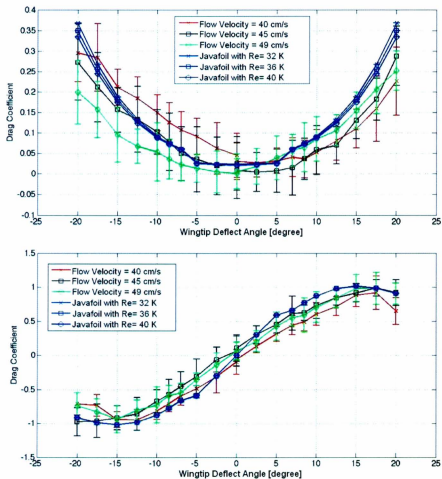 0.4
0.35
0.3
0.25
0.2
0.15
0.1
0.05
0
-0.05
-0.1
Drag Coefficient
Flow Velocity = 40 cm/s
Flow Velocity = 45 cm/s
Flow Velocity = 49 cm/s
Javafoil with Re= 32 K
Javafoil with Re= 36 K
Javafoil with Re= 40 K
-25 -20 -15 -10 -5 0 5 10 15 20 25
Wingtip Deflect Angle [degree]
1.5
1
0.5
0
-0.5
-1
-1.5
Drag Coefficient
Flow Velocity = 40 cm/s
Flow Velocity = 45 cm/s
Flow Velocity = 49 cm/s
Javafoil with Re= 32 K
Javafoil with Re= 36 K
Javafoil with Re= 40 K
-25 -20 -15 -10 -5 0 5 10 15 20 25
Wingtip Deflect Angle [degree]